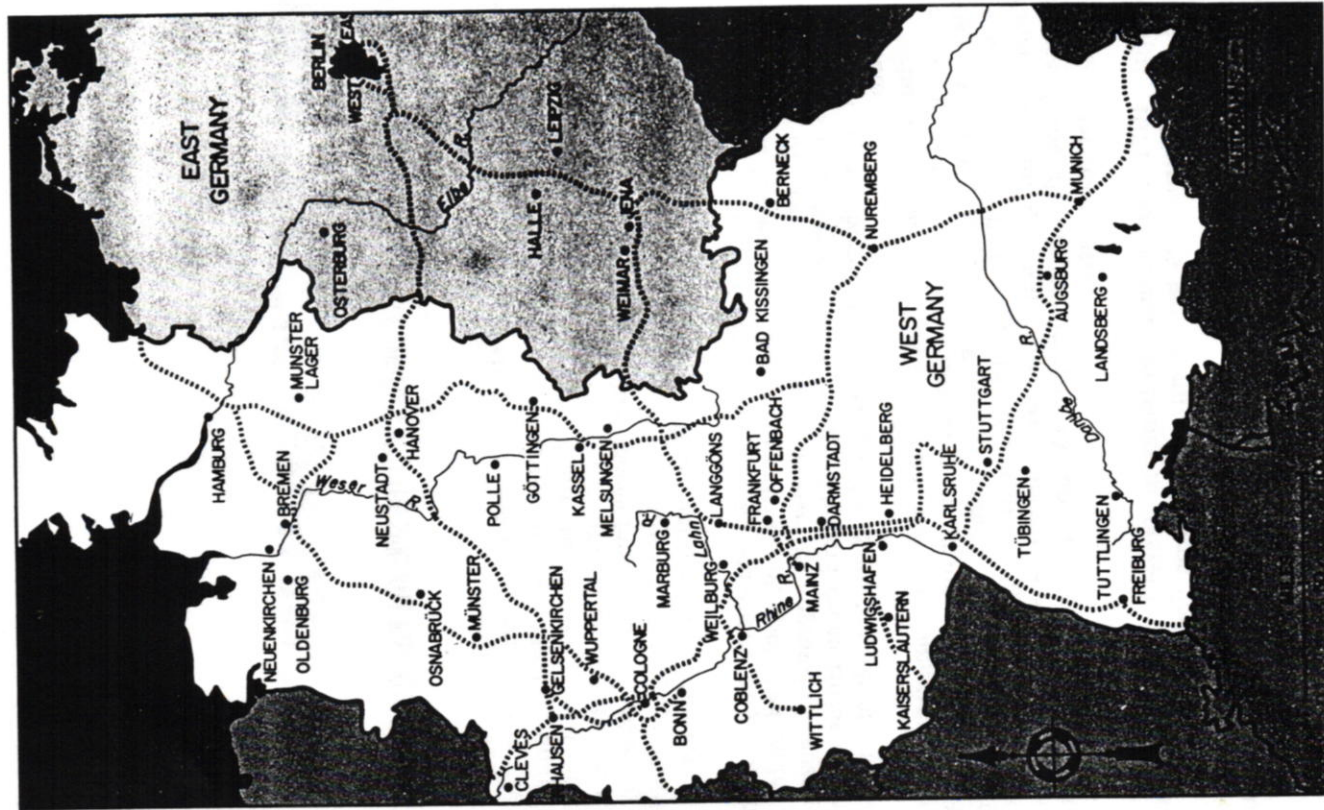 BERLIN
WEST
EAST
GERMANY
Elbe R.
OSTERBURG
HALLE
LEIPZIG
WEIMAR
JENA
HAMBURG
MUNSTER
LAGER
BREMEN
NEUENKIRCHEN
OLDENBURG
Weser R.
NEUSTADT
HANOVER
OSNABRÜCK
MÜNSTER
POLLE
GÖTTINGEN
KASSEL
MELSUNGEN
CLEVES
HAUSEN
GELSENKIRCHEN
WUPPERTAL
COLOGNE
BONN
MARBURG
Lahn R.
LANGGÖNS
WEILBURG
COBLENZ
Rhine R.
WITTLICH
MAINZ
FRANKFURT
OFFENBACH
DARMSTADT
BAD KISSINGEN
BERNECK
NUREMBERG
LUDWIGSHAFEN
KAISERSLAUTERN
HEIDELBERG
WEST
GERMANY
KARLSRUHE
STUTTGART
TÜBINGEN
TUTTLINGEN
FREIBURG
Danube R.
AUGSBURG
MUNICH
LANDSBERG